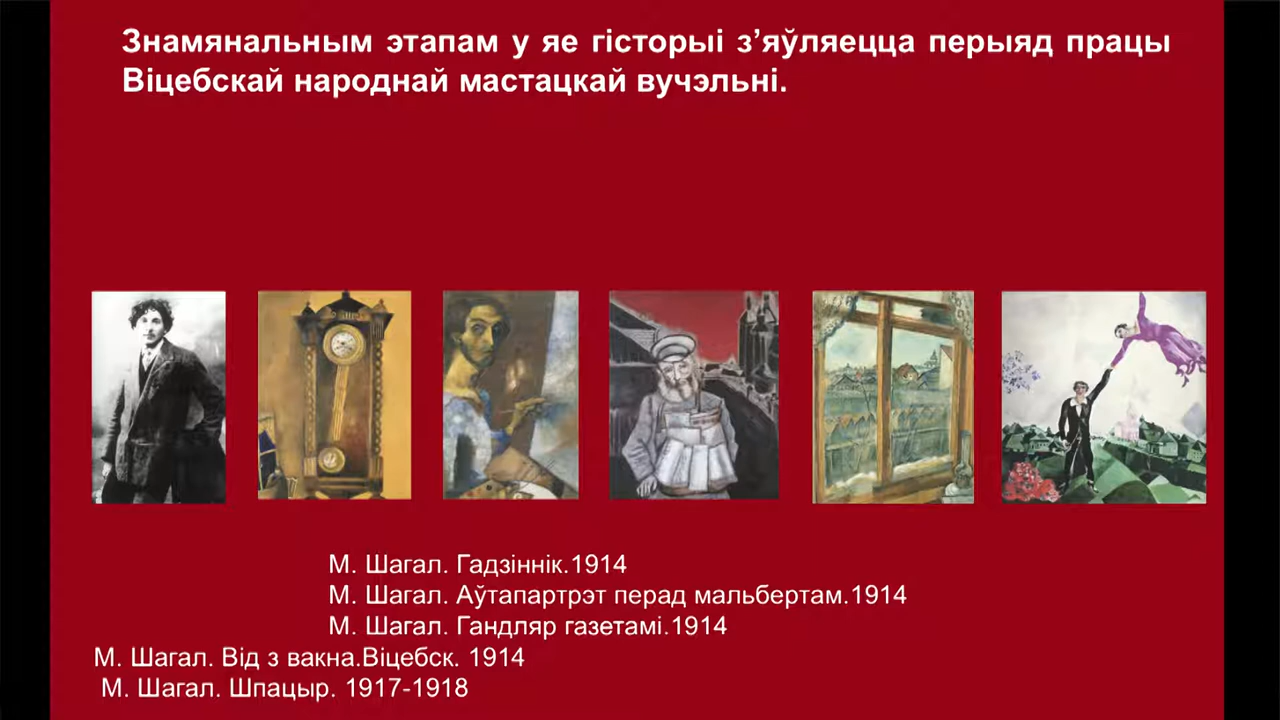 Знамянальным этапам у яе гісторыі з’яўляецца перыяд працы
Віцебскай народнай мастацкай вучэльні.
М. Шагал. Гадзіннік.1914
М. Шагал. Аўтапартрэт перад мальбертам.1914
М. Шагал. Гандляр газетамі.1914
М. Шагал. Від з вакна.Віцебск. 1914
М. Шагал. Шпацыр. 1917-1918